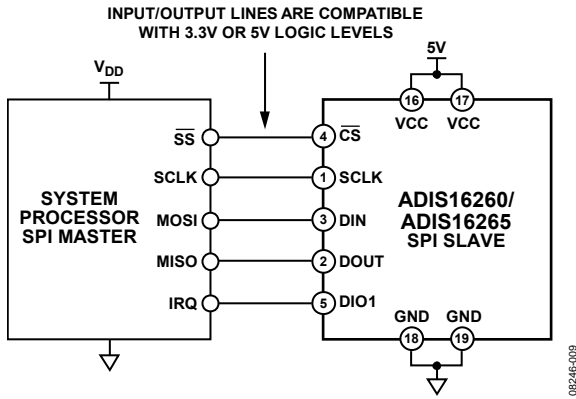 INPUT/OUTPUT LINES ARE COMPATIBLE
WITH 3.3V OR 5V LOGIC LEVELS
VDD
5V
16 17
VCC VCC
SS 4 CS
SCLK 1 SCLK
SYSTEM
PROCESSOR
SPI MASTER
MOSI 3 DIN
ADIS16260/
ADIS16265
SPI SLAVE
MISO 2 DOUT
IRQ 5 DIO1
GND GND
18 19
08246-009